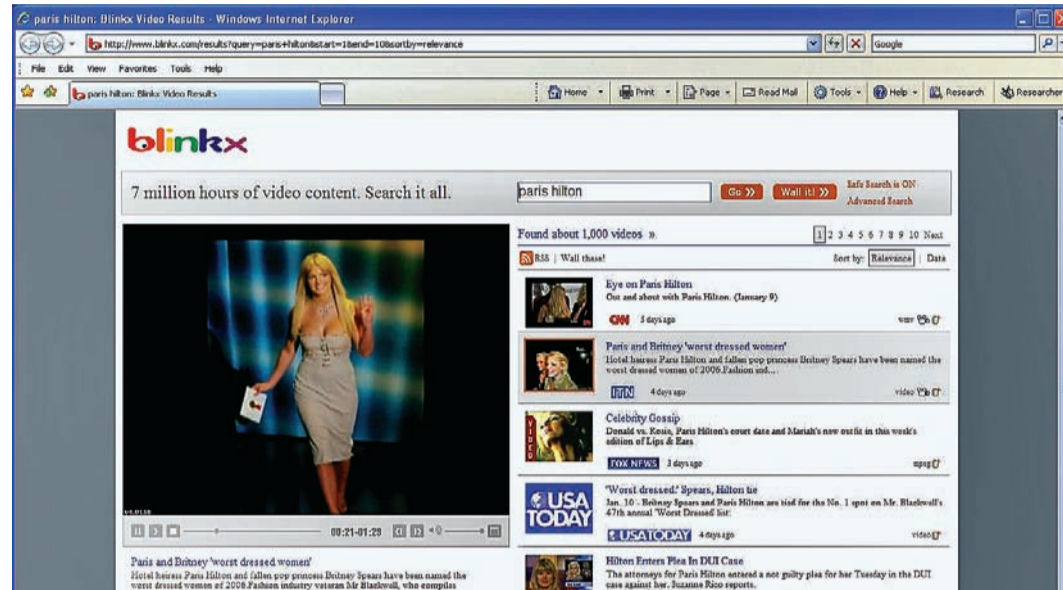 paris hilton: Blinkx Video Results - Windows Internet Explorer
http://www.blinkx.com/results?query=paris+hilton&start=1&end=10&sortby=relevance
Google
File Edit View Favorites Tools Help
paris hilton: Blinkx Video Results
Home Print Page Read Mail Tools Help Research Researcher
blinkx
7 million hours of video content. Search it all.
paris hilton
Go »
Wall it! »
Safe Search is ON
Advanced Search
Found about 1,000 videos »
1 2 3 4 5 6 7 8 9 10 Next
RSS | Wall these!
Sort by: Relevance | Date
Eye on Paris Hilton
Out and about with Paris Hilton. (January 9)
CNN 3 days ago
wmv
Paris and Britney 'worst dressed women'
Hotel heiress Paris Hilton and fallen pop princess Britney Spears have been named the
worst dressed women of 2006.Fashion ind...
ITN 4 days ago
video
VIDEO
Celebrity Gossip
Donald vs. Rosie, Paris Hilton's court date and Mariah's new outfit in this week's
edition of Lips & Ears.
FOX NEWS 3 days ago
mpeg
USA
TODAY
'Worst dressed:' Spears, Hilton tie
Jan. 10 - Britney Spears and Paris Hilton are tied for the No. 1 spot on Mr. Blackwell's
47th annual 'Worst Dressed' list.
USA TODAY 4 days ago
video
Hilton Enters Plea In DUI Case
The attorneys for Paris Hilton entered a not guilty plea for her Tuesday in the DUI
case against her. Suzanne Rico reports.
00:21-01:29
Paris and Britney 'worst dressed women'
Hotel heiress Paris Hilton and fallen pop princess Britney Spears have been named the
worst dressed women of 2006.Fashion industry veteran Mr Blackwell, who compiles